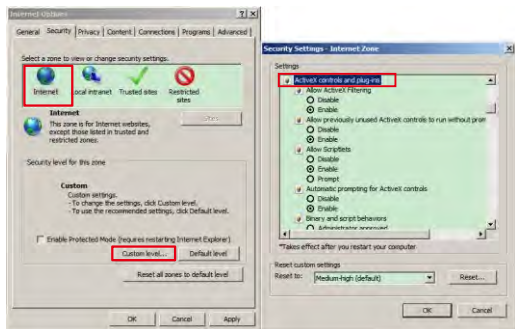 Internet Options
General Security Privacy Content Connections Programs Advanced
Select a zone to view or change security settings.
Internet Local intranet Trusted sites Restricted sites
Internet
This zone is for Internet websites,
except those listed in trusted and
restricted zones.
Sites
Security level for this zone
Custom
Custom settings.
- To change the settings, click Custom level.
- To use the recommended settings, click Default level.
Enable Protected Mode (requires restarting Internet Explorer)
Custom level... Default level
Reset all zones to default level
OK Cancel Apply
Security Settings - Internet Zone
Settings
ActiveX controls and plug-ins
Allow ActiveX Filtering
Disable
Enable
Allow previously unused ActiveX controls to run without prom
Disable
Enable
Allow Scriptlets
Disable
Enable
Prompt
Automatic prompting for ActiveX controls
Disable
Enable
Binary and script behaviors
Administrator approved
*Takes effect after you restart your computer
Reset custom settings
Reset to: Medium-high (default) Reset...
OK Cancel